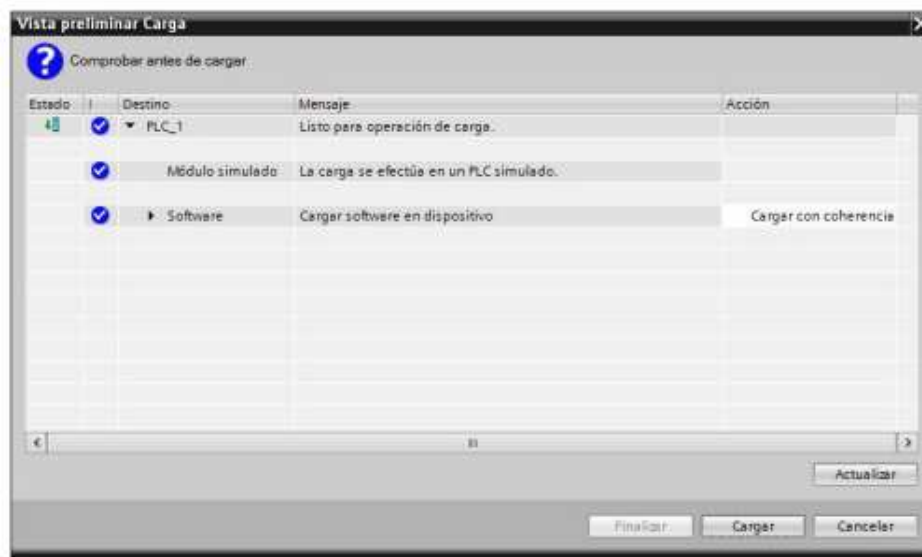 Vista preliminar Carga
Comprobar antes de cargar
Estado ! Destino Mensaje Acción
PLC_1 Listo para operación de carga.
Módulo simulado La carga se efectúa en un PLC simulado.
Software Cargar software en dispositivo Cargar con coherencia
Actualizar
Finalizar Cargar Cancelar